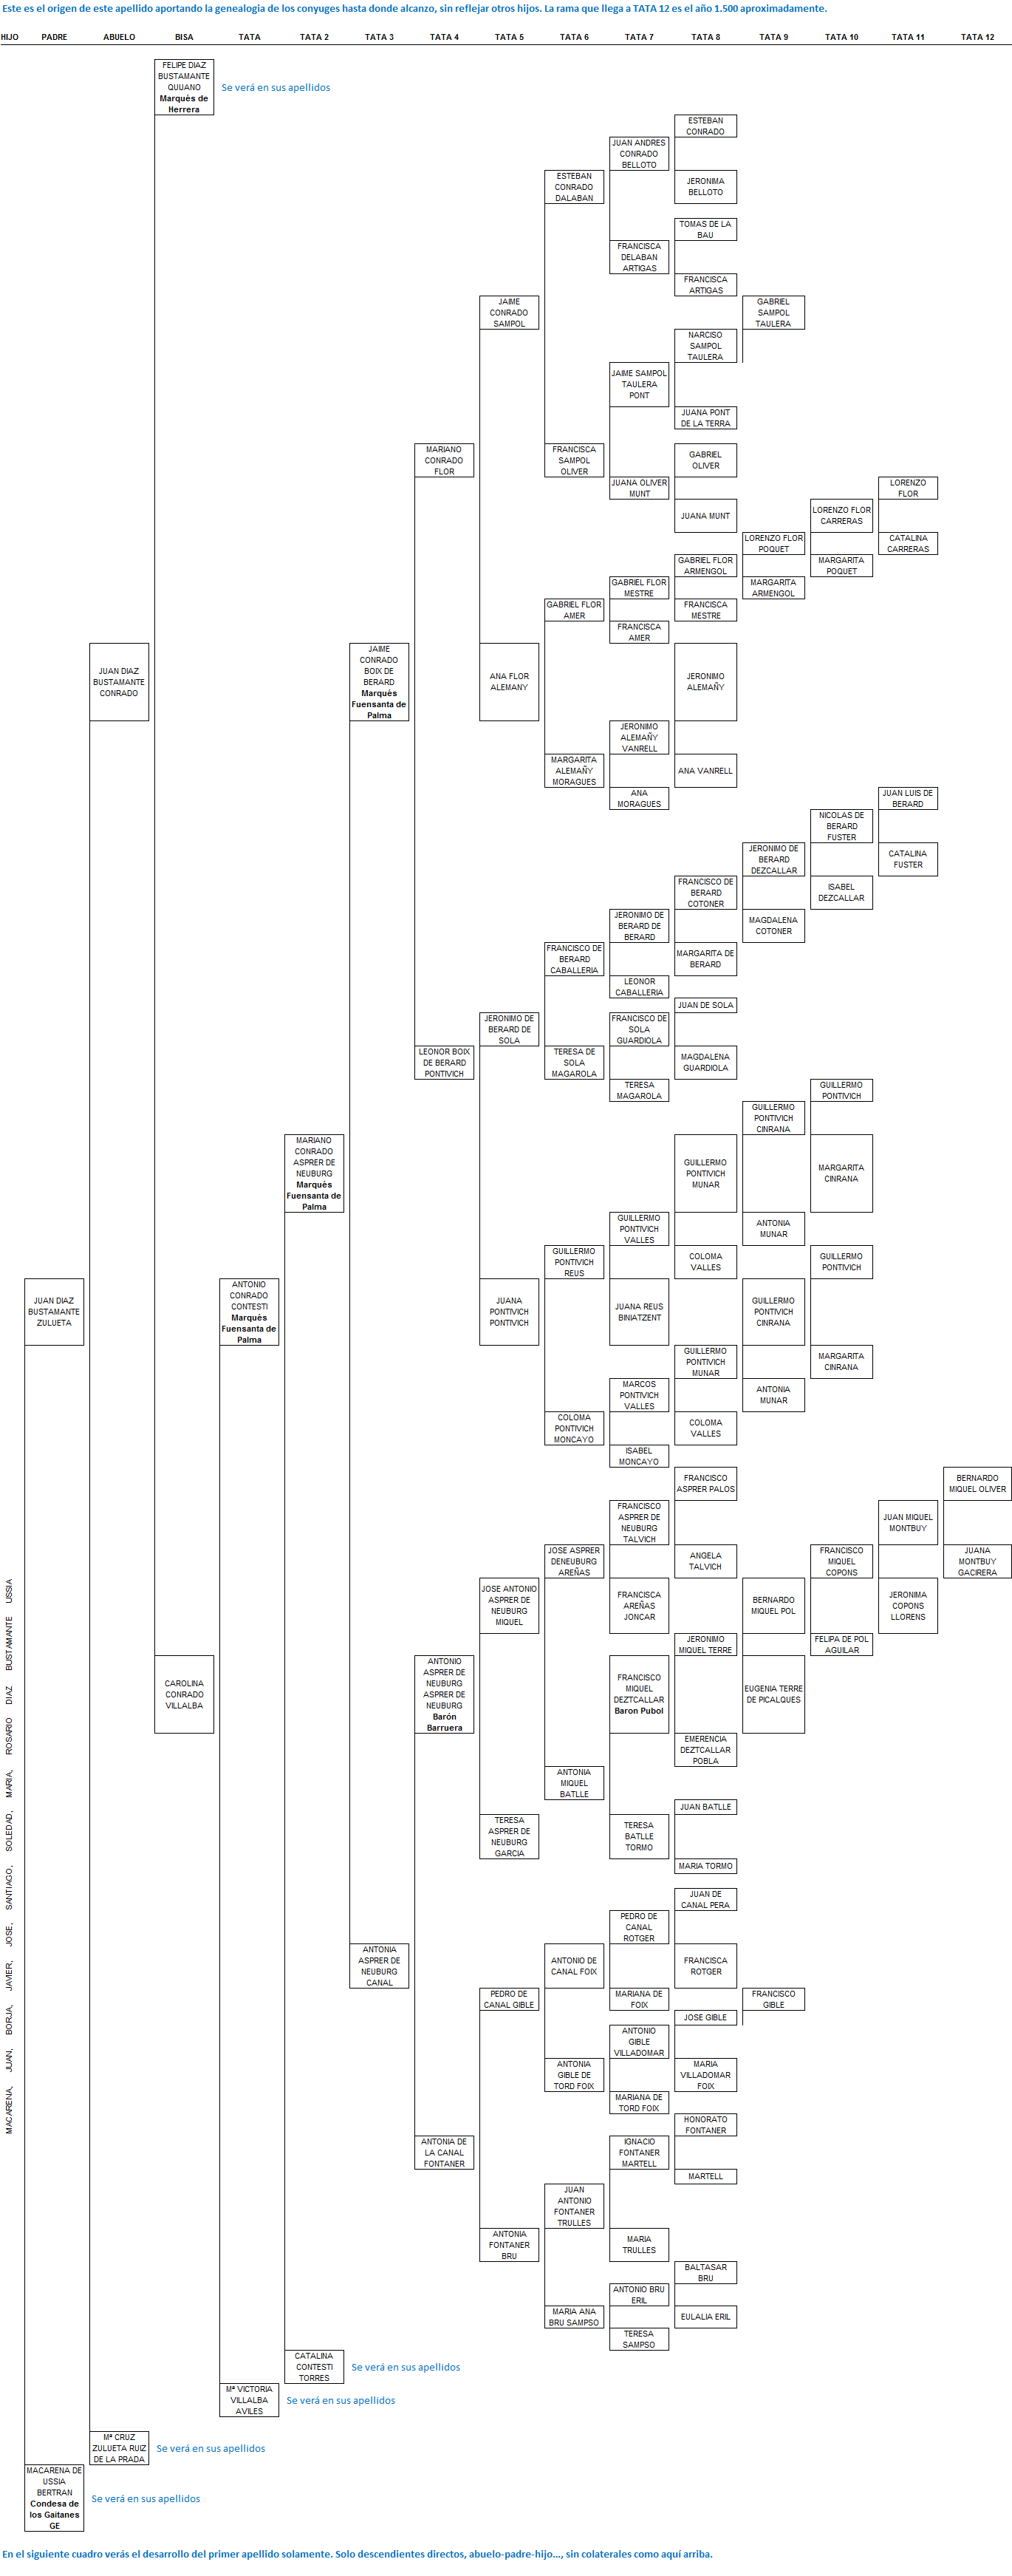 Este es el origen de este apellido aportando la genealogia de los conyuges hasta donde alcanzo, sin reflejar otros hijos. La rama que llega a TATA 12 es el año 1.500 aproximadamente.
HIJO PADRE ABUELO BISA TATA TATA 2 TATA 3 TATA 4 TATA 5 TATA 6 TATA 7 TATA 8 TATA 9 TATA 10 TATA 11 TATA 12
FELIPE DIAZ
BUSTAMANTE
QUIJANO
Marqués de
Herrera
Se verá en sus apellidos
ESTEBAN
CONRADO
JUAN ANDRES
CONRADO
BELLOTO
ESTEBAN
CONRADO
DALABAN
JERONIMA
BELLOTO
TOMAS DE LA
BAU
FRANCISCA
DELABAN
ARTIGAS
FRANCISCA
ARTIGAS
JAIME
CONRADO
SAMPOL
GABRIEL
SAMPOL
TAULERA
NARCISO
SAMPOL
TAULERA
JAIME SAMPOL
TAULERA
PONT
JUANA PONT
DE LA TERRA
MARIANO
CONRADO
FLOR
FRANCISCA
SAMPOL
OLIVER
GABRIEL
OLIVER
JUANA OLIVER
MUNT
LORENZO
FLOR
JUANA MUNT
LORENZO FLOR
CARRERAS
LORENZO FLOR
POQUET
CATALINA
CARRERAS
GABRIEL FLOR
ARMENGOL
MARGARITA
POQUET
GABRIEL FLOR
MESTRE
MARGARITA
ARMENGOL
GABRIEL FLOR
AMER
FRANCISCA
MESTRE
FRANCISCA
AMER
JUAN DIAZ
BUSTAMANTE
CONRADO
JAIME
CONRADO
BOIX DE
BERARD
Marqués
Fuensanta de
Palma
ANA FLOR
ALEMANY
JERONIMO
ALEMAÑY
JERONIMO
ALEMAÑY
VANRELL
MARGARITA
ALEMAÑY
MORAGUES
ANA VANRELL
ANA
MORAGUES
JUAN LUIS DE
BERARD
NICOLAS DE
BERARD
FUSTER
JERONIMO DE
BERARD
DEZCALLAR
CATALINA
FUSTER
FRANCISCO DE
BERARD
COTONER
ISABEL
DEZCALLAR
JERONIMO DE
BERARD DE
BERARD
MAGDALENA
COTONER
FRANCISCO DE
BERARD
CABALLERIA
MARGARITA DE
BERARD
LEONOR
CABALLERIA
JUAN DE SOLA
JERONIMO DE
BERARD DE
SOLA
FRANCISCO DE
SOLA
GUARDIOLA
LEONOR BOIX
DE BERARD
PONTIVICH
TERESA DE
SOLA
MAGAROLA
MAGDALENA
GUARDIOLA
TERESA
MAGAROLA
GUILLERMO
PONTIVICH
GUILLERMO
PONTIVICH
CINRANA
MARIANO
CONRADO
ASPRER DE
NEUBURG
Marqués
Fuensanta de
Palma
GUILLERMO
PONTIVICH
MUNAR
MARGARITA
CINRANA
GUILLERMO
PONTIVICH
VALLES
ANTONIA
MUNAR
GUILLERMO
PONTIVICH
REUS
COLOMA
VALLES
GUILLERMO
PONTIVICH
JUAN DIAZ
BUSTAMANTE
ZULUETA
ANTONIO
CONRADO
CONTESTI
Marqués
Fuensanta de
Palma
JUANA
PONTIVICH
PONTIVICH
JUANA REUS
BINIATZENT
GUILLERMO
PONTIVICH
CINRANA
GUILLERMO
PONTIVICH
MUNAR
MARGARITA
CINRANA
MARCOS
PONTIVICH
VALLES
ANTONIA
MUNAR
COLOMA
PONTIVICH
MONCAYO
COLOMA
VALLES
ISABEL
MONCAYO
FRANCISCO
ASPRER PALOS
BERNARDO
MIQUEL OLIVER
FRANCISCO
ASPRER DE
NEUBURG
TALVICH
JUAN MIQUEL
MONTBUY
JOSE ASPRER
DENEUBURG
AREÑAS
ANGELA
TALVICH
FRANCISCO
MIQUEL
COPONS
JUANA
MONTBUY
GACIRERA
JOSE ANTONIO
ASPRER DE
NEUBURG
MIQUEL
FRANCISCA
AREÑAS
JONCAR
BERNARDO
MIQUEL POL
JERONIMA
COPONS
LLORENS
JERONIMO
MIQUEL TERRE
FELIPA DE POL
AGUILAR
CAROLINA
CONRADO
VILLALBA
ANTONIO
ASPRER DE
NEUBURG
ASPRER DE
NEUBURG
Barón
Barruera
FRANCISCO
MIQUEL
DEZTCALLAR
Baron Pubol
EUGENIA TERRE
DE PICALQUES
EMERENCIA
DEZTCALLAR
POBLA
ANTONIA
MIQUEL
BATLLE
JUAN BATLLE
TERESA
ASPRER DE
NEUBURG
GARCIA
TERESA
BATLLE
TORMO
MARIA TORMO
MACARENA, JUAN, BORJA, JAVIER, JOSE, SANTIAGO, SOLEDAD, MARIA, ROSARIO DIAZ BUSTAMANTE USSIA
JUAN DE
CANAL PERA
PEDRO DE
CANAL
ROTGER
ANTONIA
ASPRER DE
NEUBURG
CANAL
ANTONIO DE
CANAL FOIX
FRANCISCA
ROTGER
PEDRO DE
CANAL GIBLE
MARIANA DE
FOIX
FRANCISCO
GIBLE
JOSE GIBLE
ANTONIO
GIBLE
VILLADOMAR
ANTONIA
GIBLE DE
TORD FOIX
MARIA
VILLADOMAR
FOIX
MARIANA DE
TORD FOIX
HONORATO
FONTANER
ANTONIA DE
LA CANAL
FONTANER
IGNACIO
FONTANER
MARTELL
MARTELL
JUAN
ANTONIO
FONTANER
TRULLES
ANTONIA
FONTANER
BRU
MARIA
TRULLES
BALTASAR
BRU
ANTONIO BRU
ERIL
MARIA ANA
BRU SAMPSO
EULALIA ERIL
TERESA
SAMPSO
CATALINA
CONTESTI
TORRES
Se verá en sus apellidos
Mª VICTORIA
VILLALBA
AVILES
Se verá en sus apellidos
Mª CRUZ
ZULUETA RUIZ
DE LA PRADA
Se verá en sus apellidos
MACARENA DE
USSIA
BERTRAN
Condesa de
los Gaitanes
GE
Se verá en sus apellidos
En el siguiente cuadro verás el desarrollo del primer apellido solamente. Solo descendientes directos, abuelo-padre-hijo..., sin colaterales como aquí arriba.